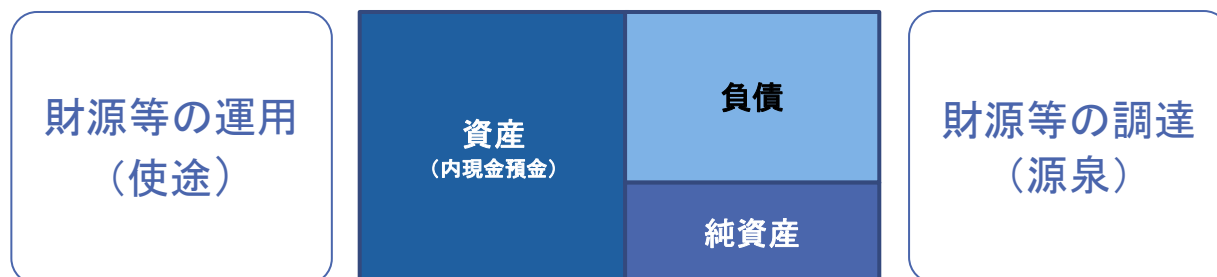 財源等の運用
（使途）
資産
（内現金預金）
負債
純資産
財源等の調達
（源泉）